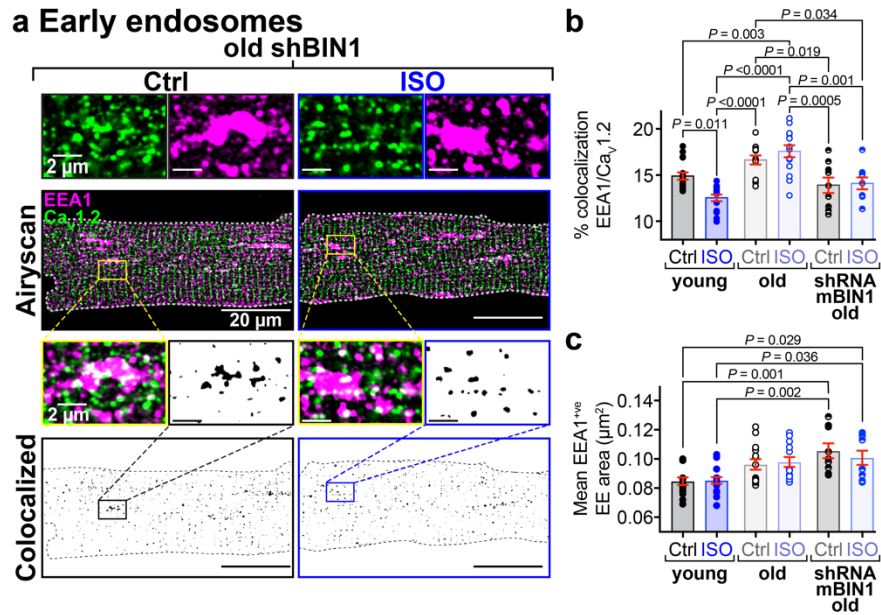 a Early endosomes
old shBIN1
Ctrl
ISO
2 µm
EEA1
CaV1.2
Airyscan
20 µm
2 µm
Colocalized
b
P = 0.034
P = 0.003
P = 0.019
P <0.0001
P = 0.001
P <0.0001
P = 0.0005
P = 0.011
% colocalization
EEA1/CaV1.2
20
15
10
Ctrl ISO Ctrl ISO Ctrl ISO
young old shRNA
mBIN1
old
c
P = 0.029
P = 0.036
P = 0.001
P = 0.002
Mean EEA1+ve
EE area (µm²)
0.14
0.12
0.10
0.08
0.06
Ctrl ISO Ctrl ISO Ctrl ISO
young old shRNA
mBIN1
old